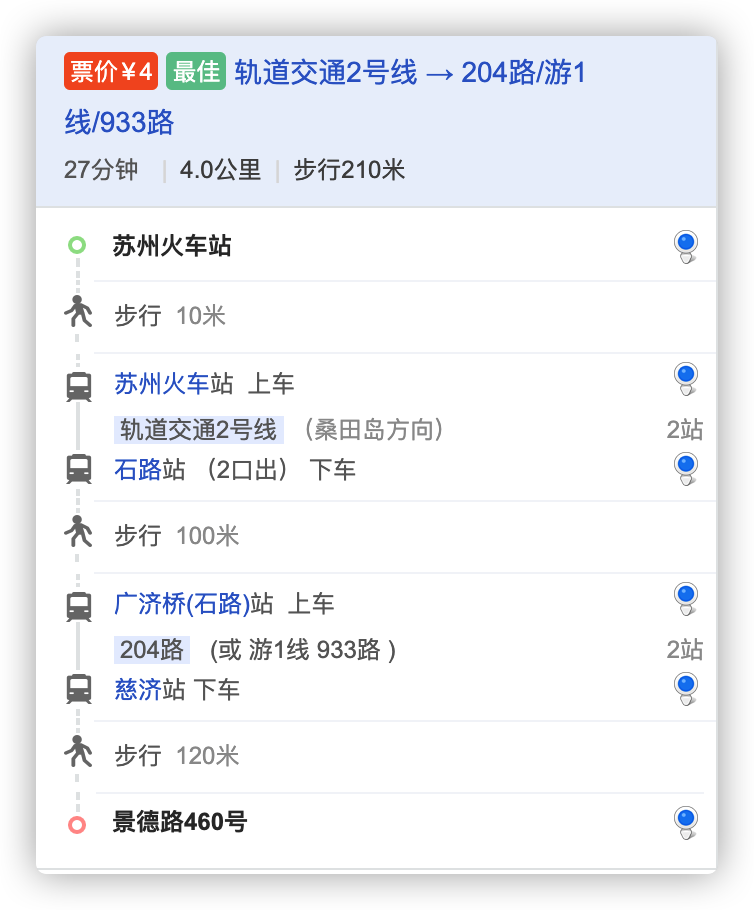 票价¥4 最佳 轨道交通2号线 → 204路/游1
线/933路
27分钟 | 4.0公里 | 步行210米
苏州火车站
步行 10米
苏州火车站 上车
轨道交通2号线 (桑田岛方向) 2站
石路站 (2口出) 下车
步行 100米
广济桥(石路)站 上车
204路 (或 游1线 933路 ) 2站
慈济站 下车
步行 120米
景德路460号